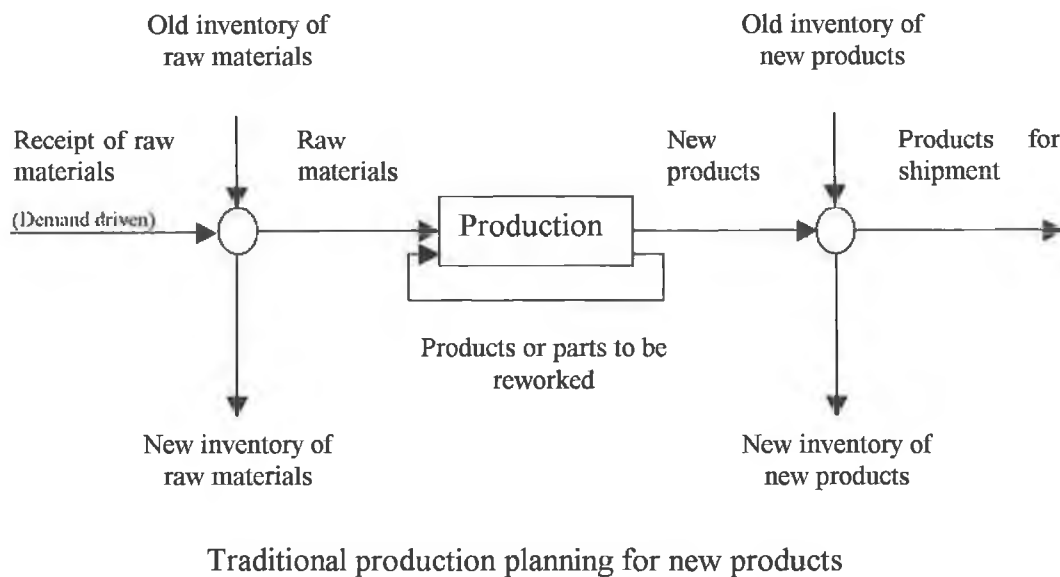 Old inventory of
raw materials
Old inventory of
new products
Receipt of raw
materials
(Demand driven)
Raw
materials
New
products
Products for
shipment
Production
Products or parts to be
reworked
New inventory of
raw materials
New inventory of
new products
Traditional production planning for new products